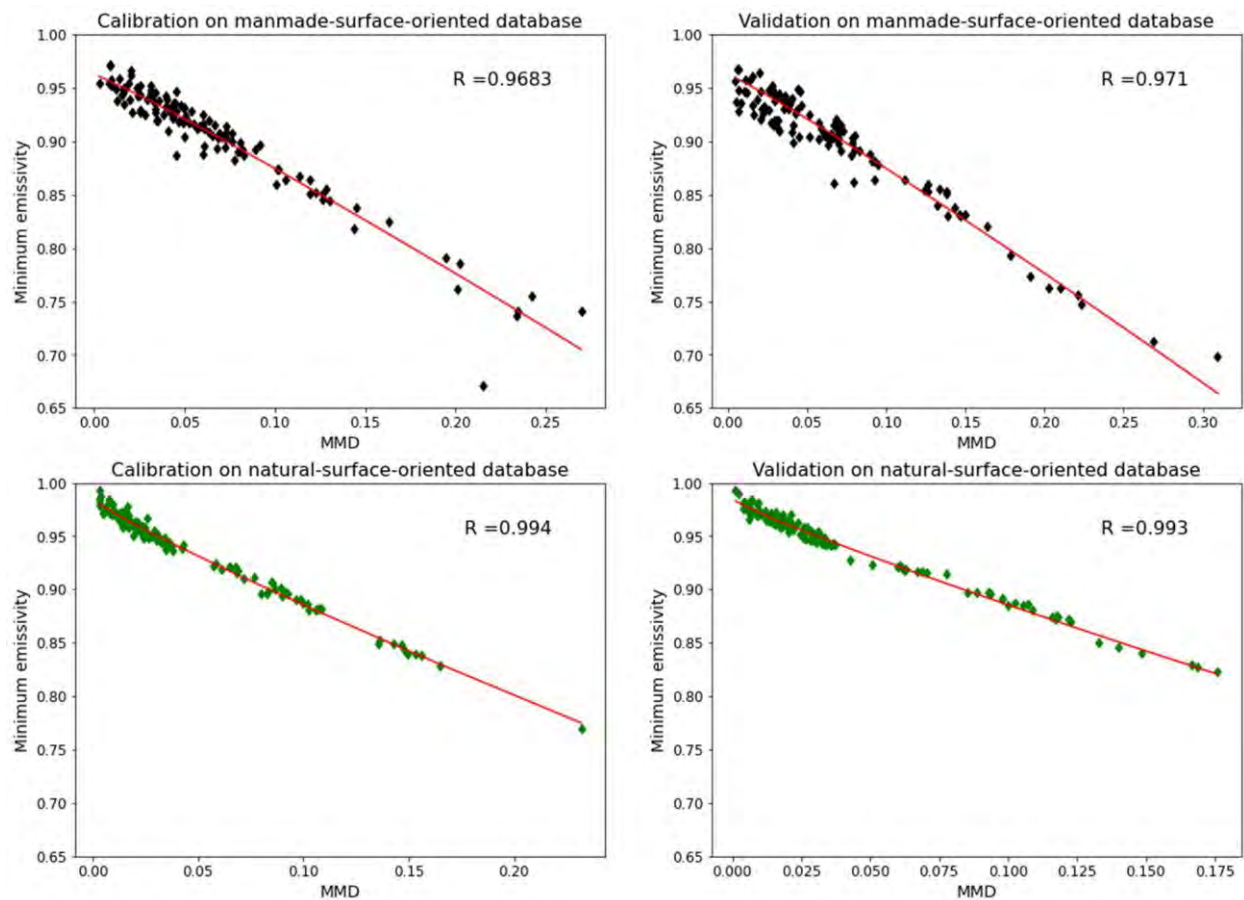 Calibration on manmade-surface-oriented database
1.00
0.95
0.90
0.85
0.80
0.75
0.70
0.65
Minimum emissivity
R =0.9683
0.00 0.05 0.10 0.15 0.20 0.25
MMD
Validation on manmade-surface-oriented database
1.00
0.95
0.90
0.85
0.80
0.75
0.70
0.65
Minimum emissivity
R =0.971
0.00 0.05 0.10 0.15 0.20 0.25 0.30
MMD
Calibration on natural-surface-oriented database
1.00
0.95
0.90
0.85
0.80
0.75
0.70
0.65
Minimum emissivity
R =0.994
0.00 0.05 0.10 0.15 0.20
MMD
Validation on natural-surface-oriented database
1.00
0.95
0.90
0.85
0.80
0.75
0.70
0.65
Minimum emissivity
R =0.993
0.000 0.025 0.050 0.075 0.100 0.125 0.150 0.175
MMD